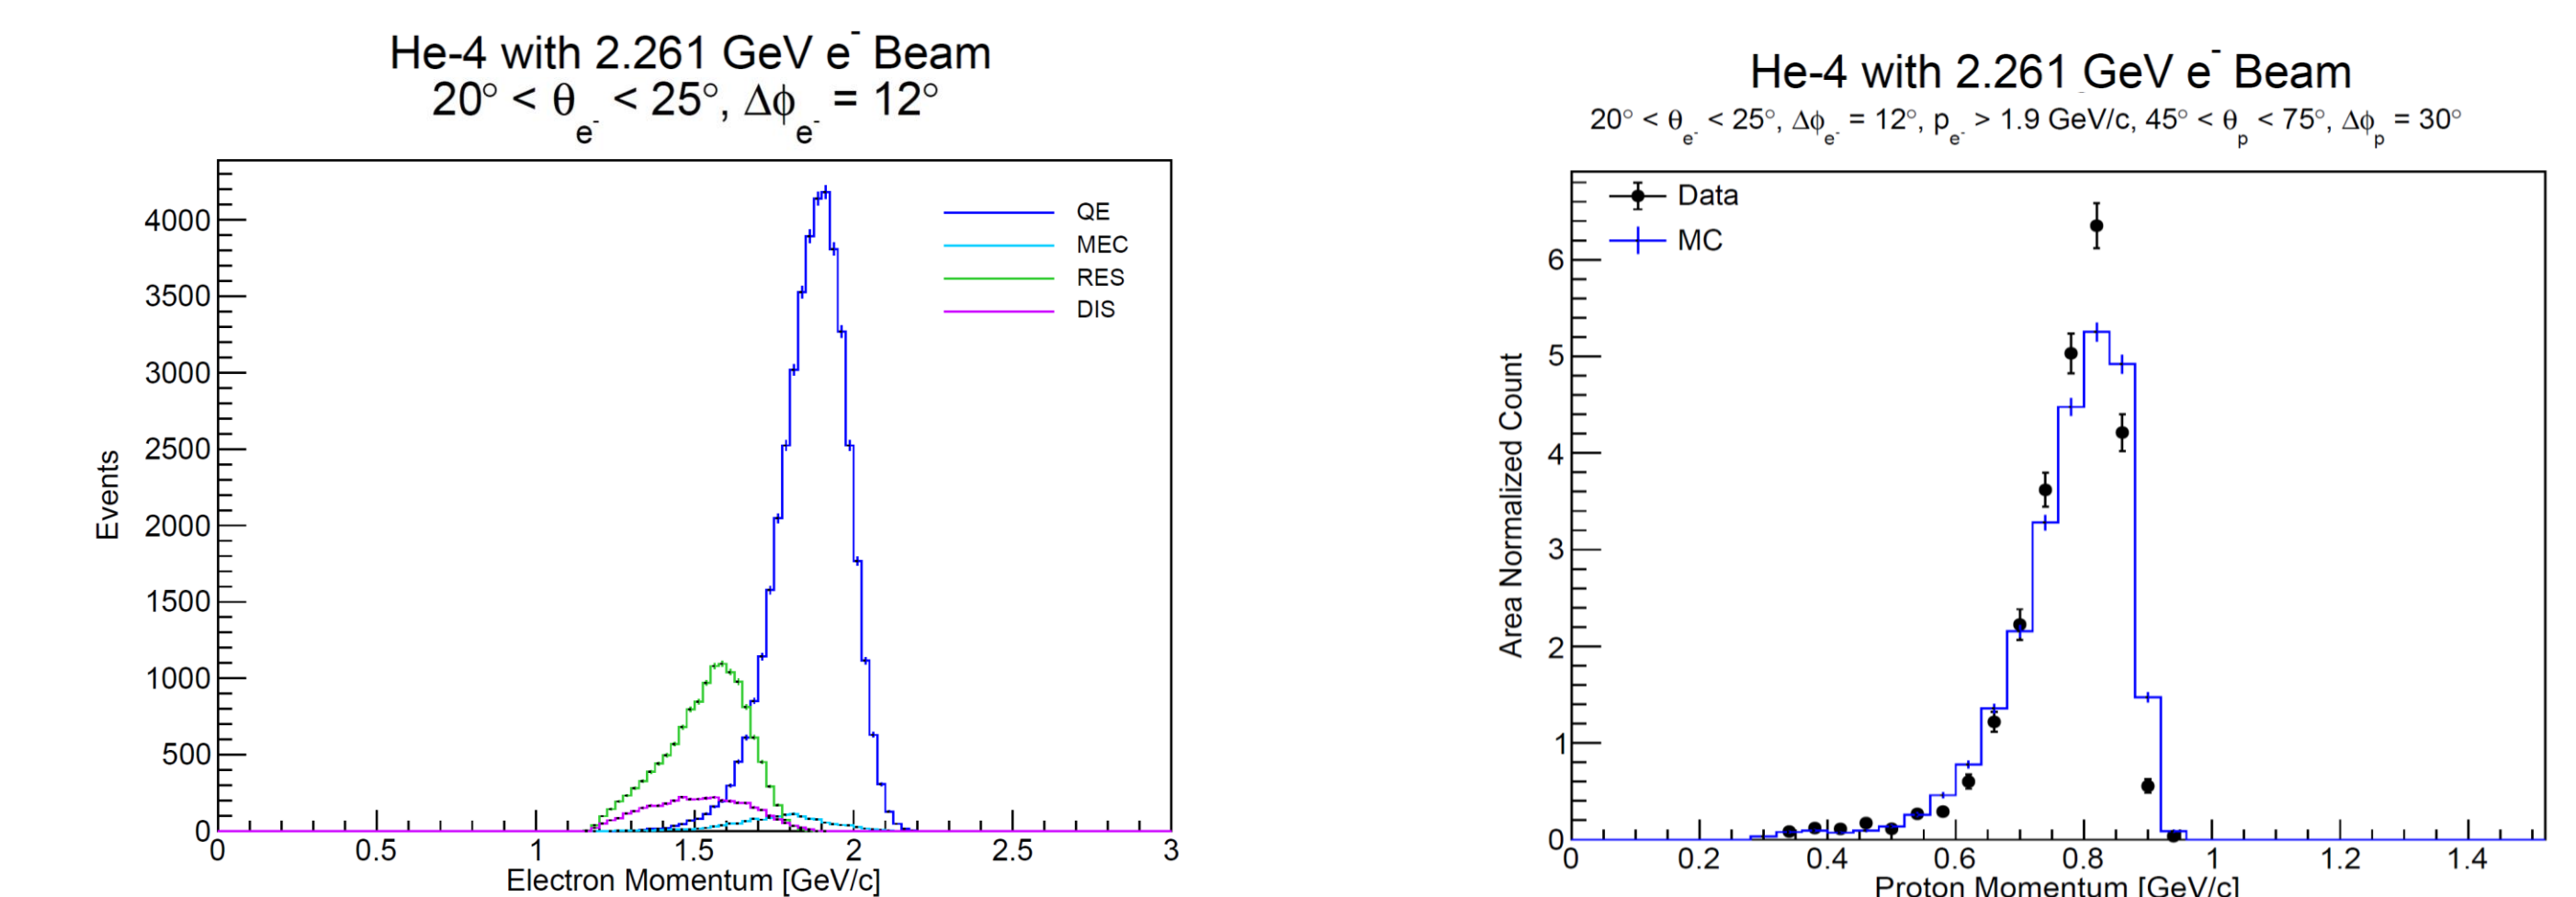 He-4 with 2.261 GeV e- Beam
20° < θe- < 25°, Δϕe- = 12°
QE
MEC
RES
DIS
4000
3500
3000
2500
2000
1500
1000
500
0
Events
0 0.5 1 1.5 2 2.5 3
Electron Momentum [GeV/c]
He-4 with 2.261 GeV e- Beam
20° < θe- < 25°, Δϕe- = 12°, pe- > 1.9 GeV/c, 45° < θp < 75°, Δϕp = 30°
Data
MC
6
5
4
3
2
1
0
Area Normalized Count
0 0.2 0.4 0.6 0.8 1 1.2 1.4
Proton Momentum [GeV/c]